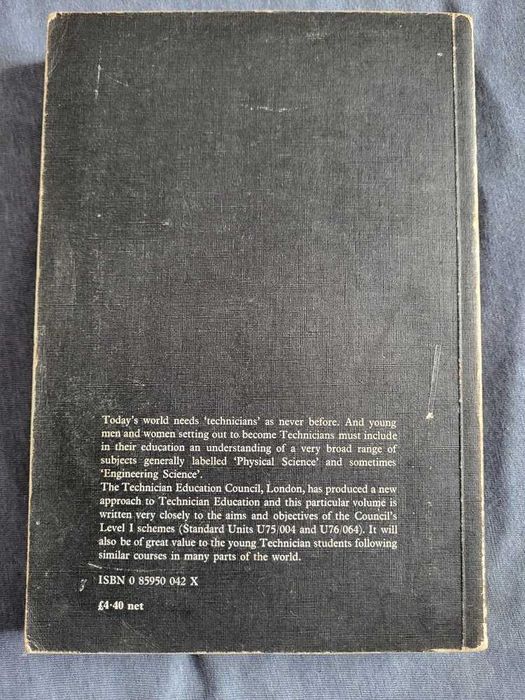 Today's world needs 'technicians' as never before. And young
men and women setting out to become Technicians must include
in their education an understanding of a very broad range of
subjects generally labelled 'Physical Science' and sometimes
'Engineering Science'.
The Technician Education Council, London, has produced a new
approach to Technician Education and this particular volume is
written very closely to the aims and objectives of the Council's
Level I schemes (Standard Units U75/004 and U76/064). It will
also be of great value to the young Technician students following
similar courses in many parts of the world.
ISBN 0 85950 042 X
£4·40 net